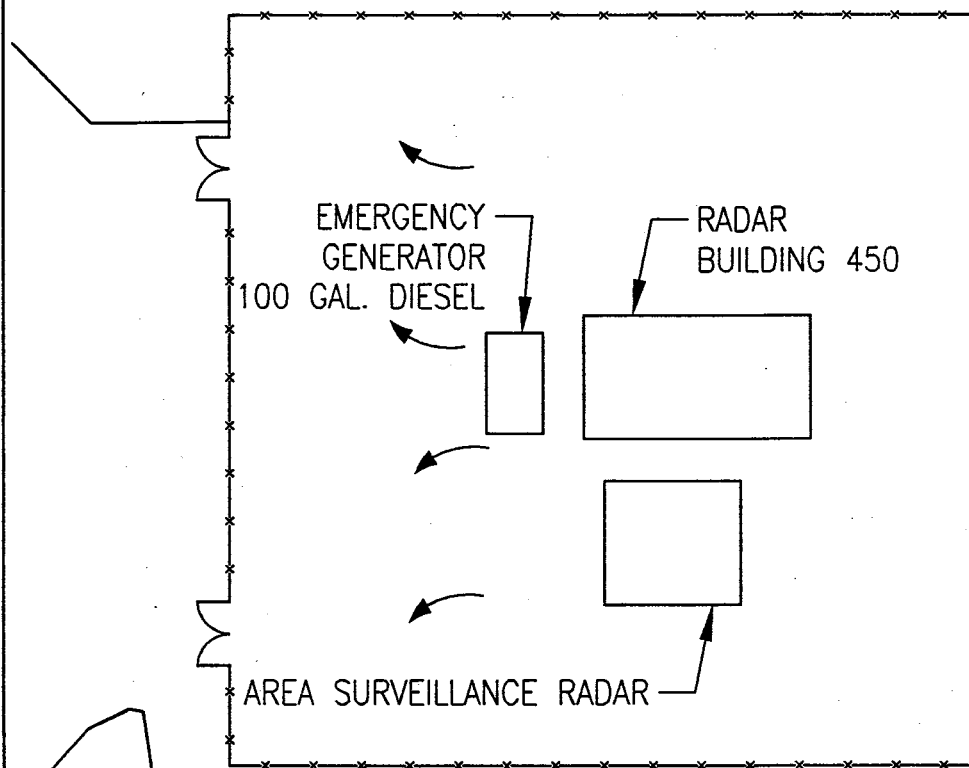 EMERGENCY
GENERATOR
100 GAL. DIESEL
RADAR
BUILDING 450
AREA SURVEILLANCE RADAR